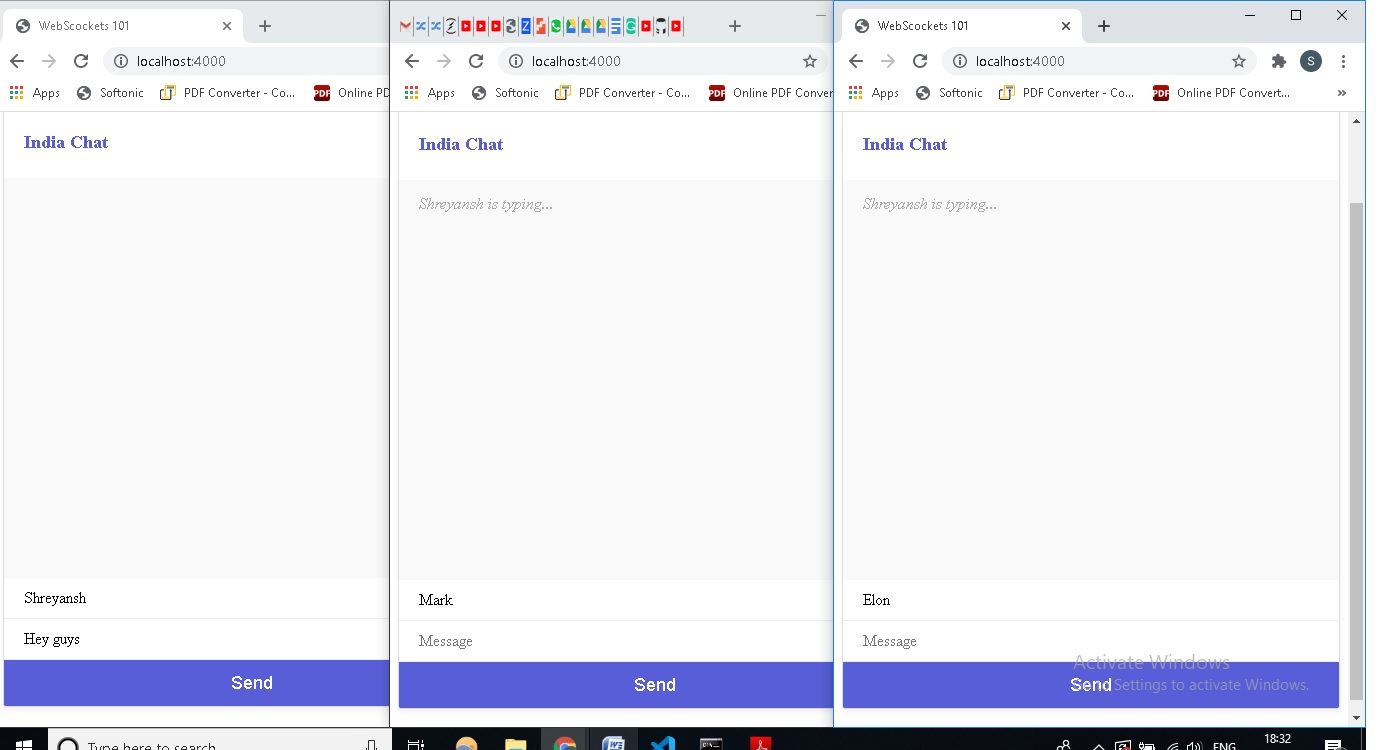 WebScockets 101
localhost:4000
Apps Softonic PDF Converter - Co... Online PD
India Chat
Shreyansh
Hey guys
Send
localhost:4000
Apps Softonic PDF Converter - Co... Online PDF Conver
India Chat
Shreyansh is typing...
Mark
Message
Send
WebScockets 101
localhost:4000
S
Apps Softonic PDF Converter - Co... Online PDF Convert... »
India Chat
Shreyansh is typing...
Elon
Message
Activate Windows
Send
Settings to activate Windows.
Type here to search
ENG
18:32